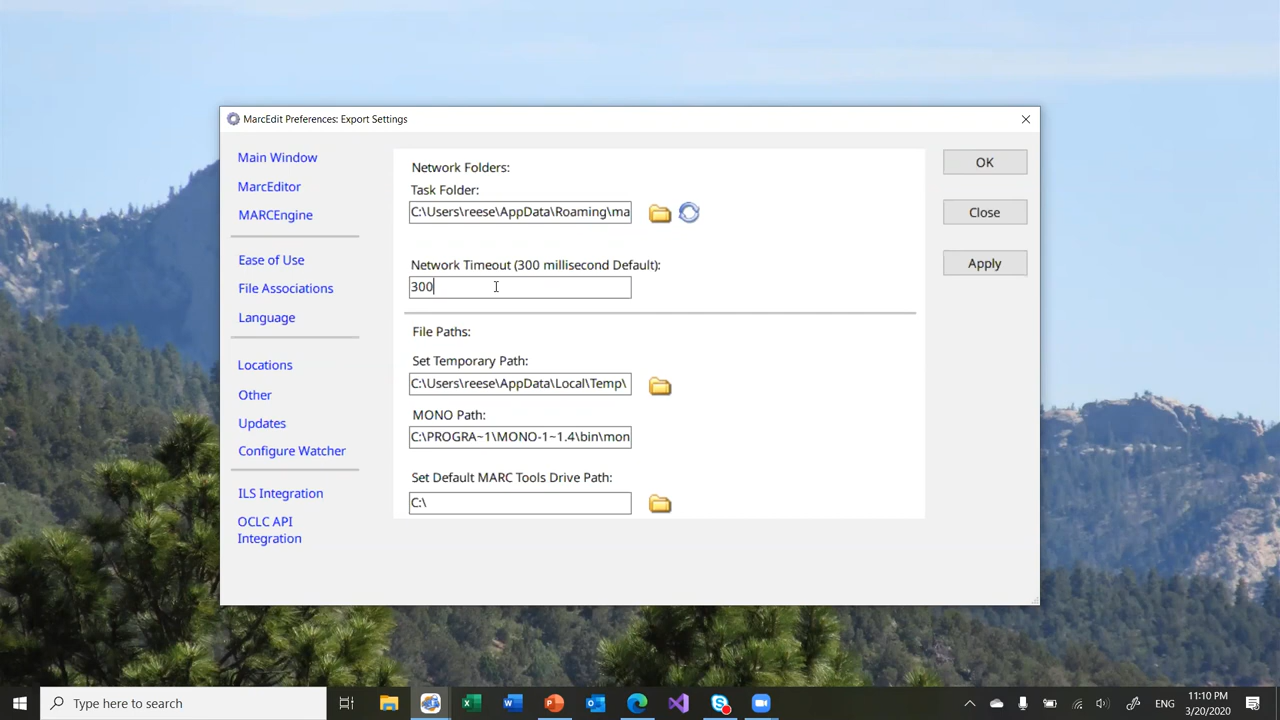 MarcEdit Preferences: Export Settings
Main Window
MarcEditor
MARCEngine
Ease of Use
File Associations
Language
Locations
Other
Updates
Configure Watcher
ILS Integration
OCLC API
Integration
Network Folders:
Task Folder:
C:\Users\reese\AppData\Roaming\ma
Network Timeout (300 millisecond Default):
300
File Paths:
Set Temporary Path:
C:\Users\reese\AppData\Local\Temp\
MONO Path:
C:\PROGRA~1\MONO-1~1.4\bin\mon
Set Default MARC Tools Drive Path:
C:\
OK
Close
Apply
Type here to search
ENG
11:10 PM
3/20/2020